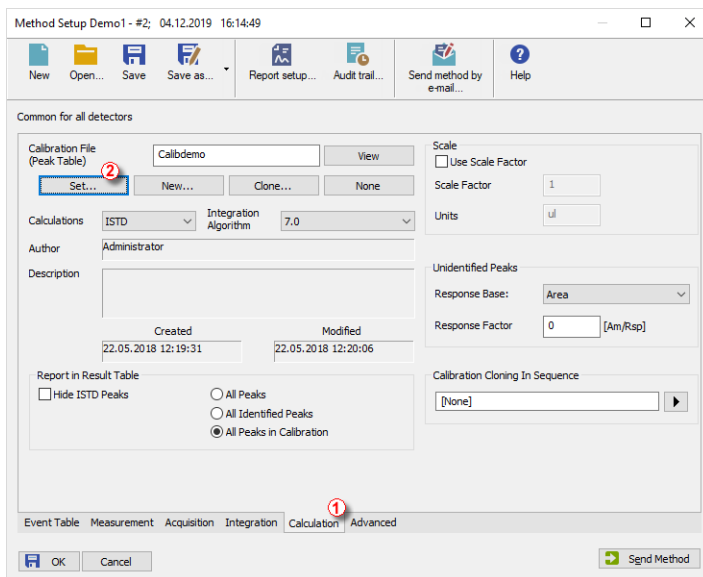 Method Setup Demo1 - #2; 04.12.2019 16:14:49
New Open... Save Save as... Report setup... Audit trail... Send method by e-mail... Help
Common for all detectors
Calibration File
(Peak Table)
Calibdemo
View
2
Set... New... Clone... None
Calculations ISTD Integration Algorithm 7.0
Author Administrator
Description
Created Modified
22.05.2018 12:19:31 22.05.2018 12:20:06
Report in Result Table
Hide ISTD Peaks
All Peaks
All Identified Peaks
All Peaks in Calibration
Scale
Use Scale Factor
Scale Factor 1
Units ul
Unidentified Peaks
Response Base: Area
Response Factor 0 [Am/Rsp]
Calibration Cloning In Sequence
[None]
1
Event Table Measurement Acquisition Integration Calculation Advanced
OK Cancel Send Method